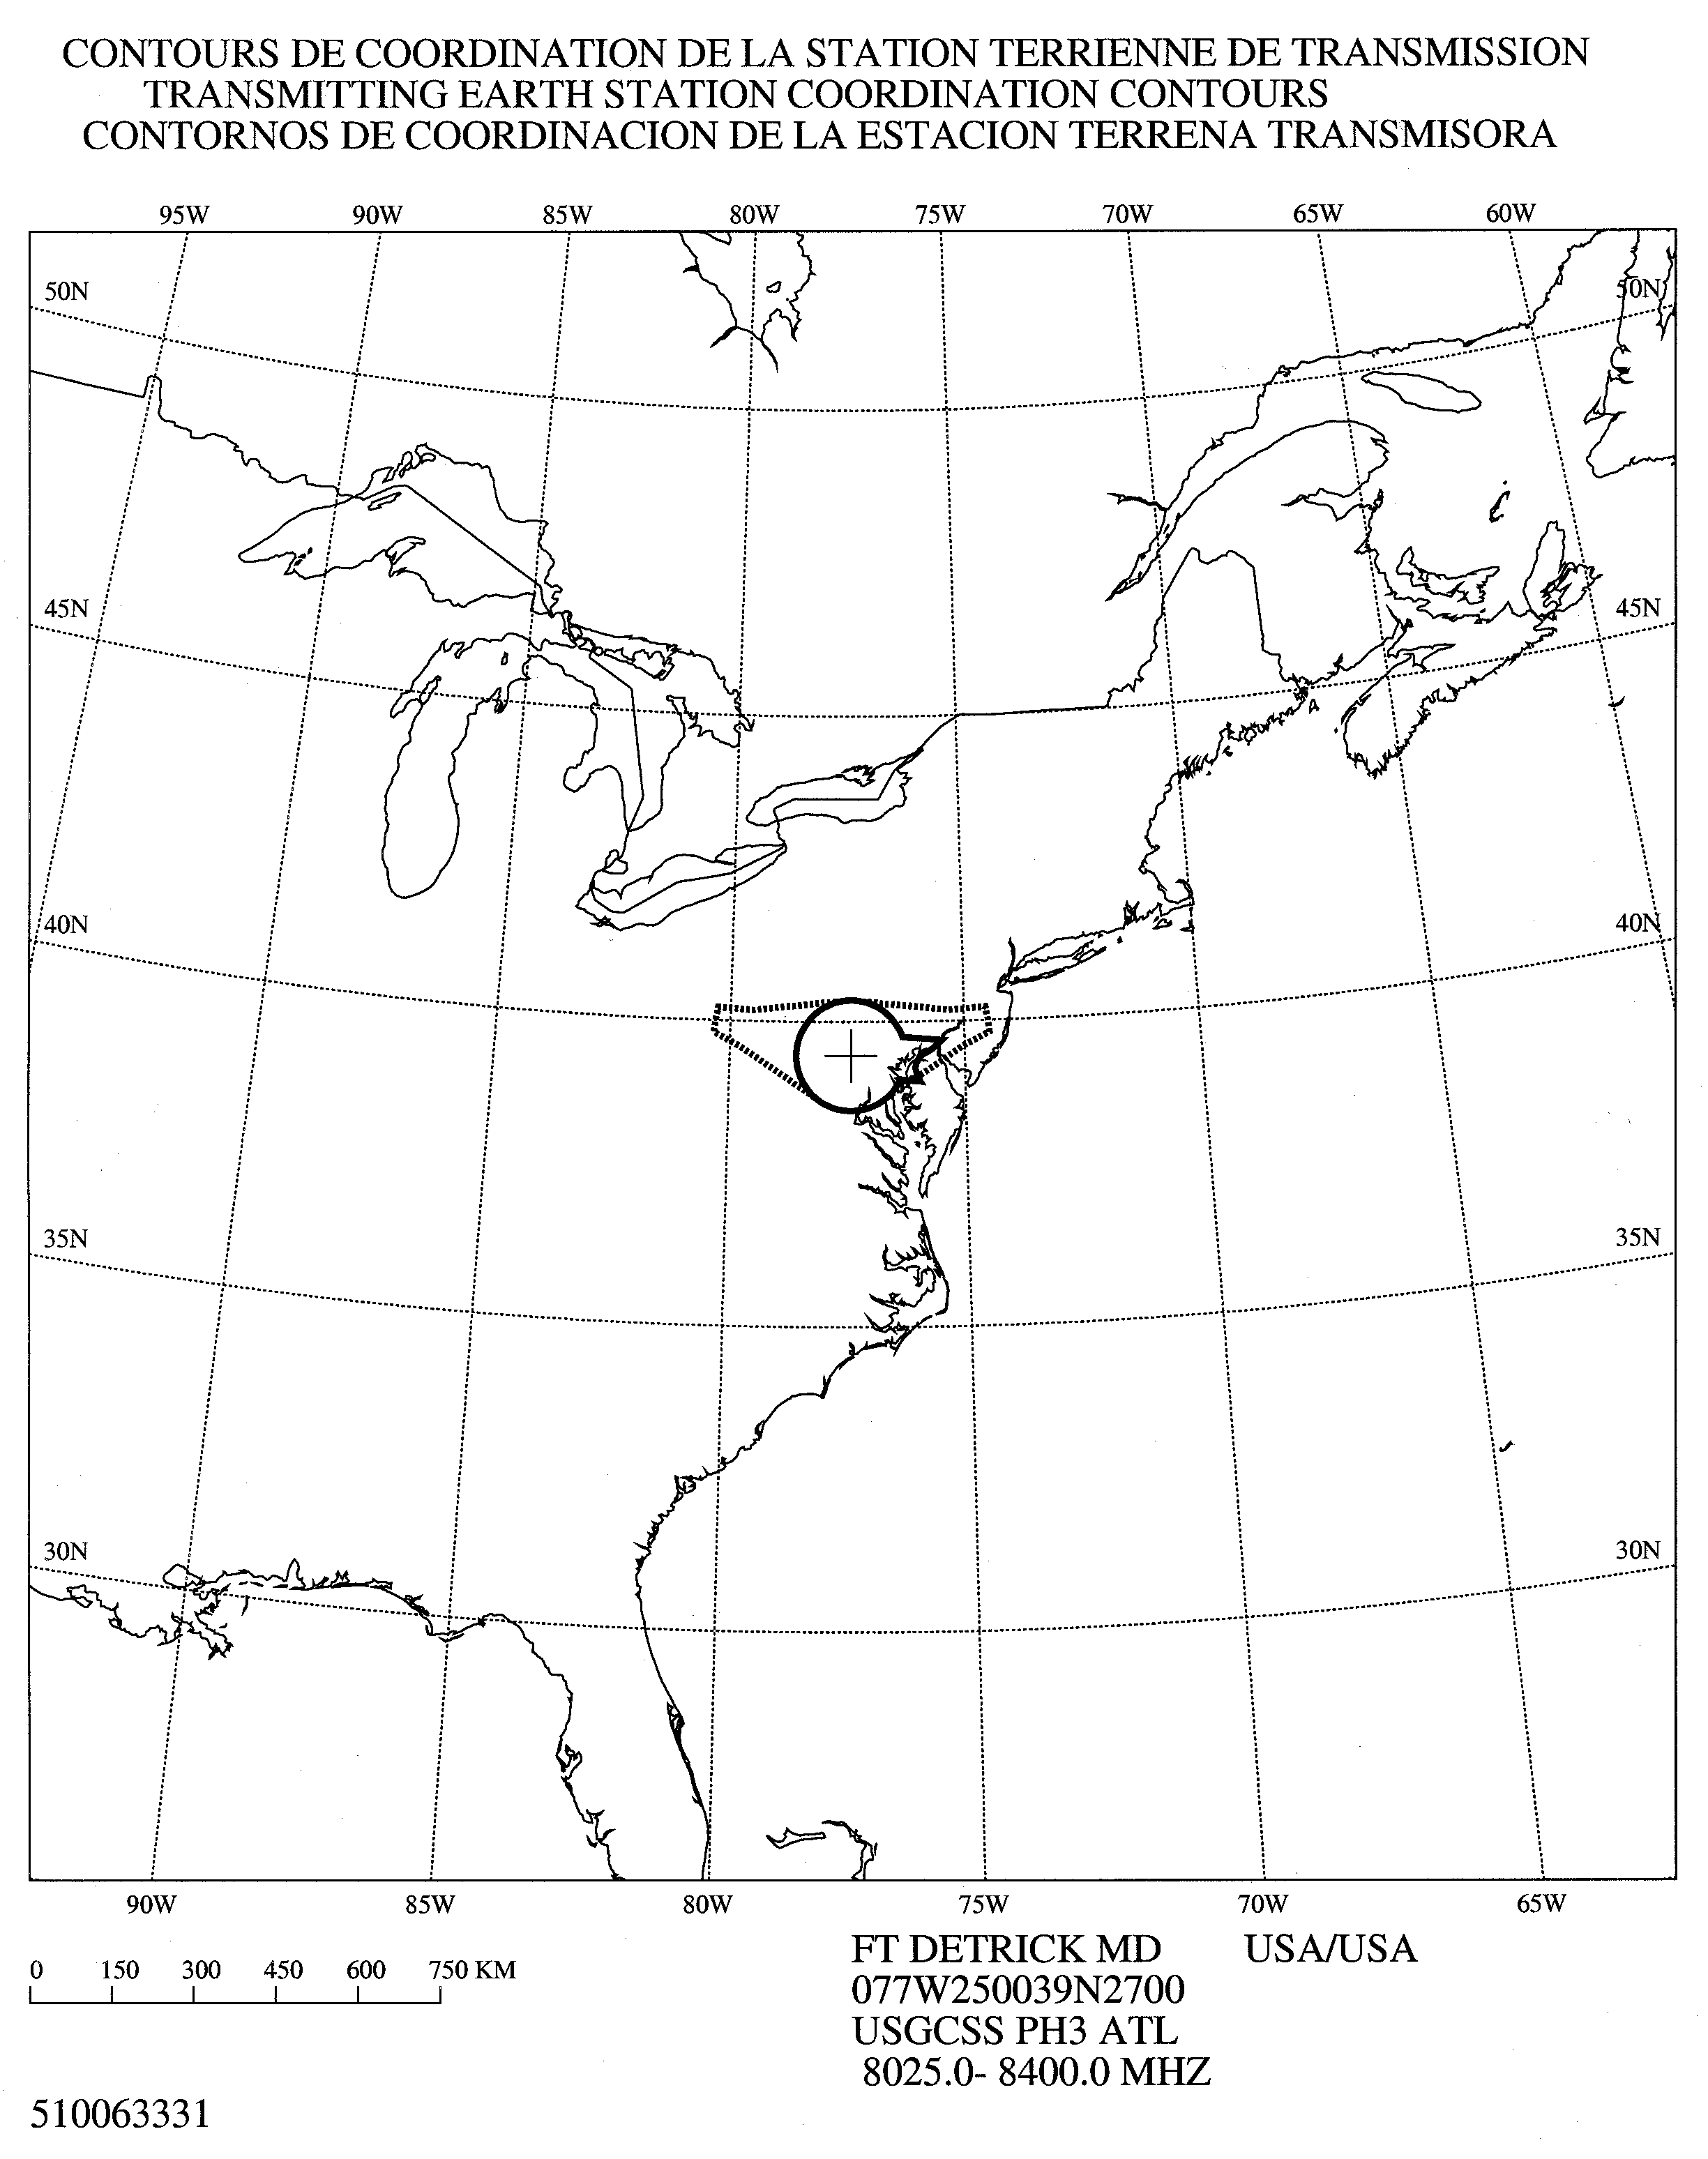 CONTOURS DE COORDINATION DE LA STATION TERRIENNE DE TRANSMISSION
TRANSMITTING EARTH STATION COORDINATION CONTOURS
CONTORNOS DE COORDINACION DE LA ESTACION TERRENA TRANSMISORA
95W 90W 85W 80W 75W 70W 65W 60W
50N 50N
45N 45N
40N 40N
35N 35N
30N 30N
90W 85W 80W 75W 70W 65W
0 150 300 450 600 750 KM
FT DETRICK MD USA/USA
077W250039N2700
USGCSS PH3 ATL
8025.0- 8400.0 MHZ
510063331